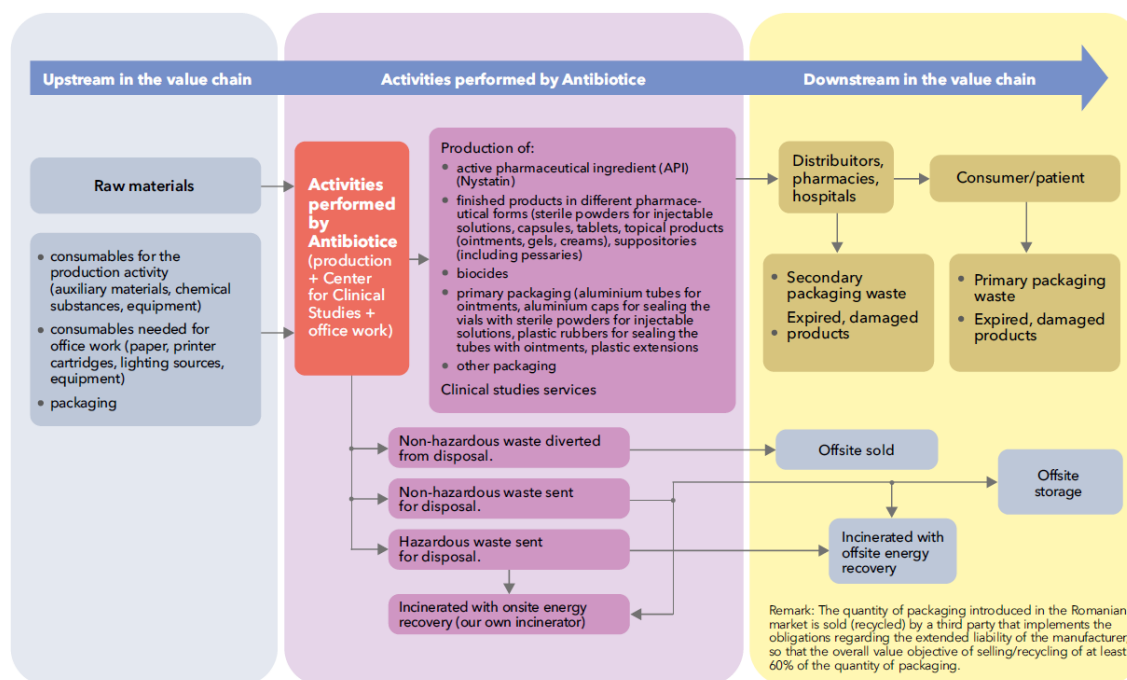 Upstream in the value chain
Activities performed by Antibiotice
Downstream in the value chain
Raw materials
consumables for the
production activity
(auxiliary materials, chemical
substances, equipment)
consumables needed for
office work (paper, printer
cartridges, lighting sources,
equipment)
packaging
Activities
performed
by
Antibiotice
(production
+ Center
for Clinical
Studies +
office work)
Production of:
active pharmaceutical ingredient (API)
(Nystatin)
finished products in different pharmace-
utical forms (sterile powders for injectable
solutions, capsules, tablets, topical products
(ointments, gels, creams), suppositories
(including pessaries)
biocides
primary packaging (aluminium tubes for
ointments, aluminium caps for sealing the
vials with sterile powders for injectable
solutions, plastic rubbers for sealing the
tubes with ointments, plastic extensions
other packaging
Clinical studies services
Distribuitors,
pharmacies,
hospitals
Consumer/patient
Secondary
packaging waste
Expired, damaged
products
Primary packaging
waste
Expired, damaged
products
Non-hazardous waste diverted
from disposal.
Offsite sold
Non-hazardous waste sent
for disposal.
Offsite
storage
Hazardous waste sent
for disposal.
Incinerated with
offsite energy
recovery
Incinerated with onsite energy
recovery (our own incinerator)
Remark: The quantity of packaging introduced in the Romanian
market is sold (recycled) by a third party that implements the
obligations regarding the extended liability of the manufacturer,
so that the overall value objective of selling/recycling of at least
60% of the quantity of packaging.